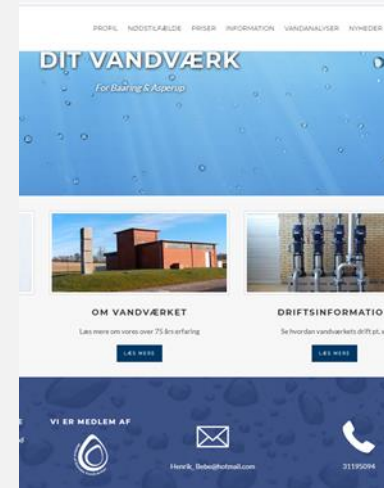 PROFIL NØDSTILFÆLDE PRISER INFORMATION VANDANALYSER NYHEDER
DIT VANDVÆRK
For Baaring & Asperup
OM VANDVÆRKET
Læs mere om vores over 75 års erfaring
LÆS MERE
DRIFTSINFORMATIO
Se hvordan vandværkets drift pt. v
LÆS MERE
VI ER MEDLEM AF
Henrik_Bebe@hotmail.com
31195094